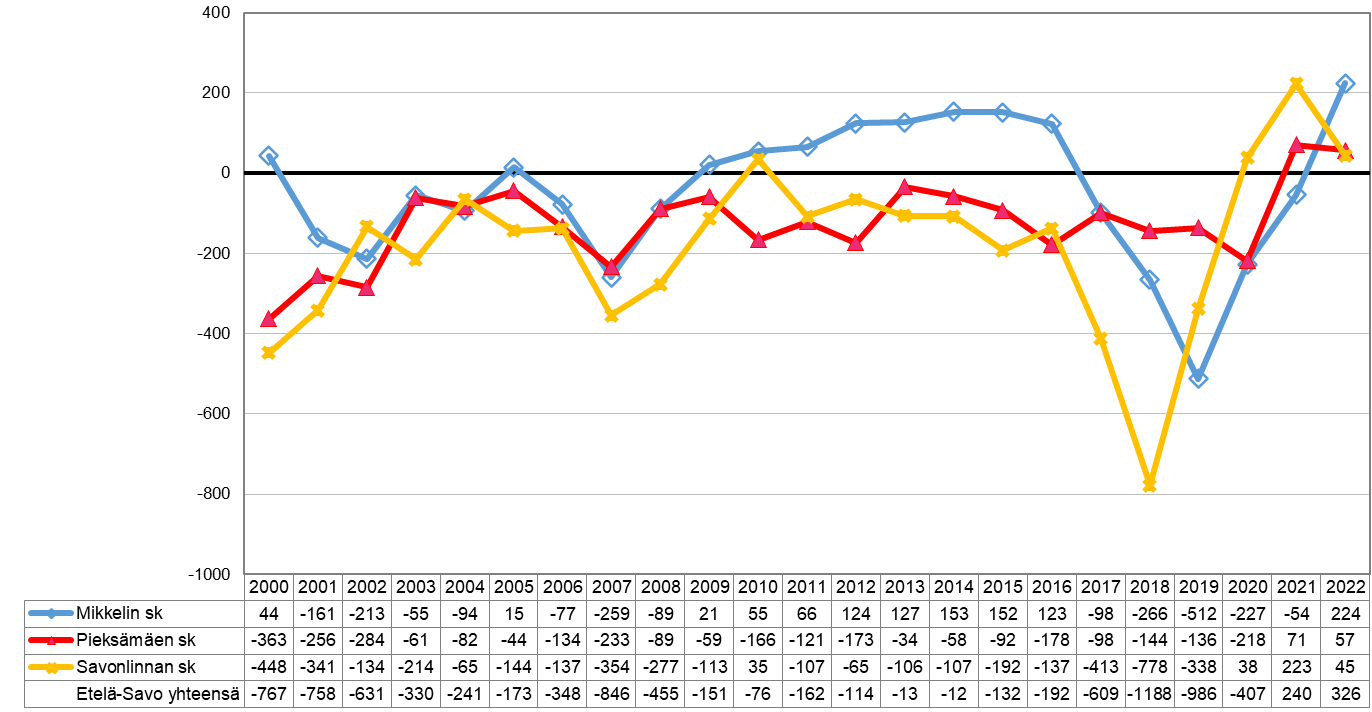 400
200
0
-200
-400
-600
-800
-1000
2000 2001 2002 2003 2004 2005 2006 2007 2008 2009 2010 2011 2012 2013 2014 2015 2016 2017 2018 2019 2020 2021 2022
Mikkelin sk 44 -161 -213 -55 -94 15 -77 -259 -89 21 55 66 124 127 153 152 123 -98 -266 -512 -227 -54 224
Pieksämäen sk -363 -256 -284 -61 -82 -44 -134 -233 -89 -59 -166 -121 -173 -34 -58 -92 -178 -98 -144 -136 -218 71 57
Savonlinnan sk -448 -341 -134 -214 -65 -144 -137 -354 -277 -113 35 -107 -65 -106 -107 -192 -137 -413 -778 -338 38 223 45
Etelä-Savo yhteensä -767 -758 -631 -330 -241 -173 -348 -846 -455 -151 -76 -162 -114 -13 -12 -132 -192 -609 -1188 -986 -407 240 326